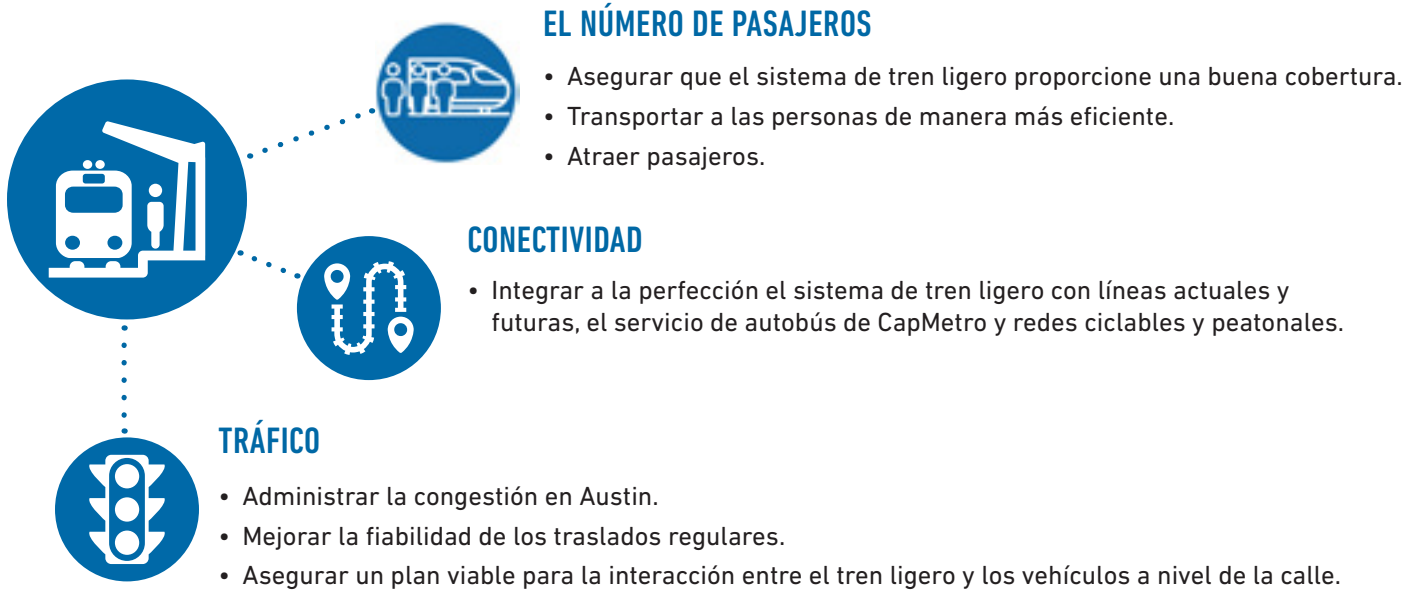 EL NÚMERO DE PASAJEROS
• Asegurar que el sistema de tren ligero proporcione una buena cobertura.
• Transportar a las personas de manera más eficiente.
• Atraer pasajeros.
CONECTIVIDAD
• Integrar a la perfección el sistema de tren ligero con líneas actuales y
futuras, el servicio de autobús de CapMetro y redes ciclables y peatonales.
TRÁFICO
• Administrar la congestión en Austin.
• Mejorar la fiabilidad de los traslados regulares.
• Asegurar un plan viable para la interacción entre el tren ligero y los vehículos a nivel de la calle.